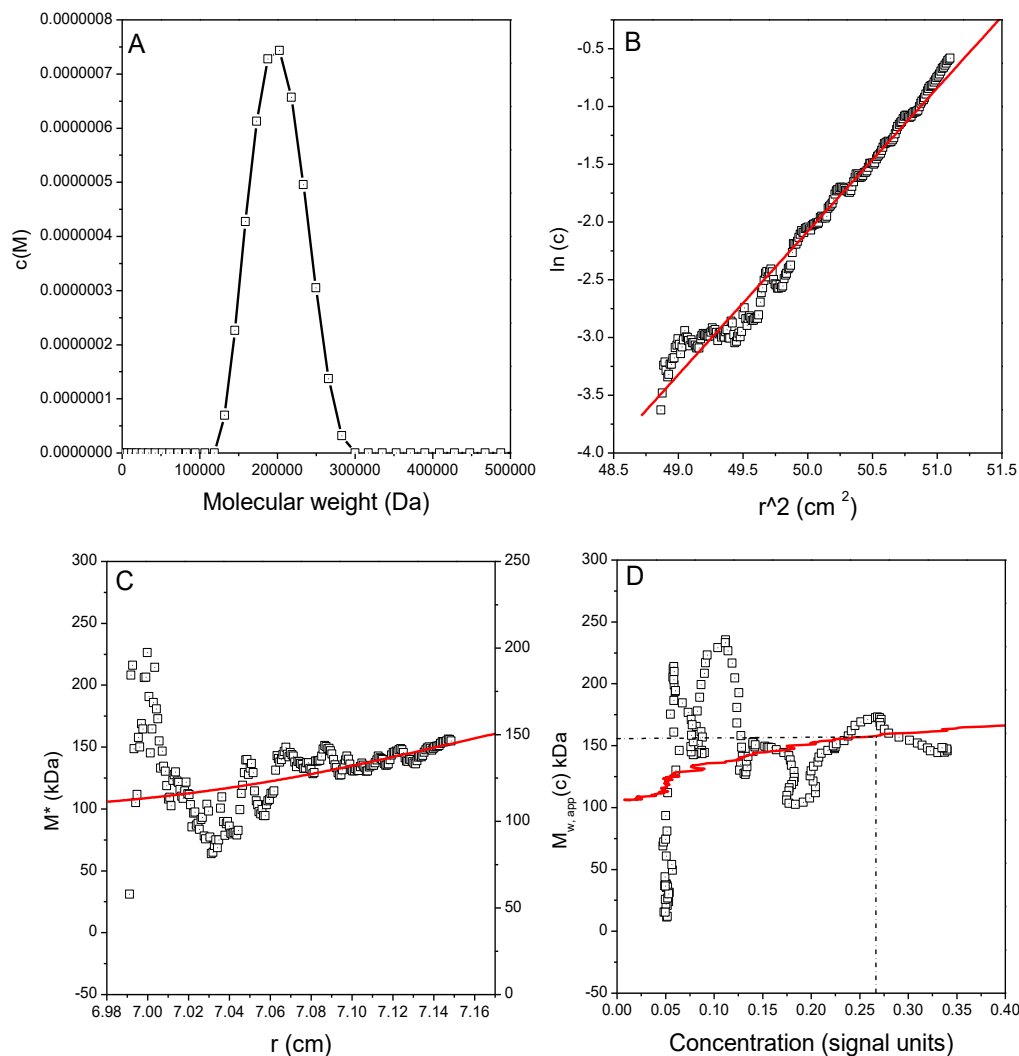 A
0.0000008
0.0000007
0.0000006
0.0000005
0.0000004
0.0000003
0.0000002
0.0000001
0.0000000
c(M)
0 100000 200000 300000 400000 500000
Molecular weight (Da)
B
-0.5
-1.0
-1.5
-2.0
-2.5
-3.0
-3.5
-4.0
ln (c)
48.5 49.0 49.5 50.0 50.5 51.0 51.5
r^2 (cm ²)
C
300
250
200
150
100
50
0
-50
M* (kDa)
250
200
150
100
50
0
6.98 7.00 7.02 7.04 7.06 7.08 7.10 7.12 7.14 7.16
r (cm)
D
300
250
200
150
100
50
0
-50
Mw, app(c) kDa
0.00 0.05 0.10 0.15 0.20 0.25 0.30 0.35 0.40
Concentration (signal units)